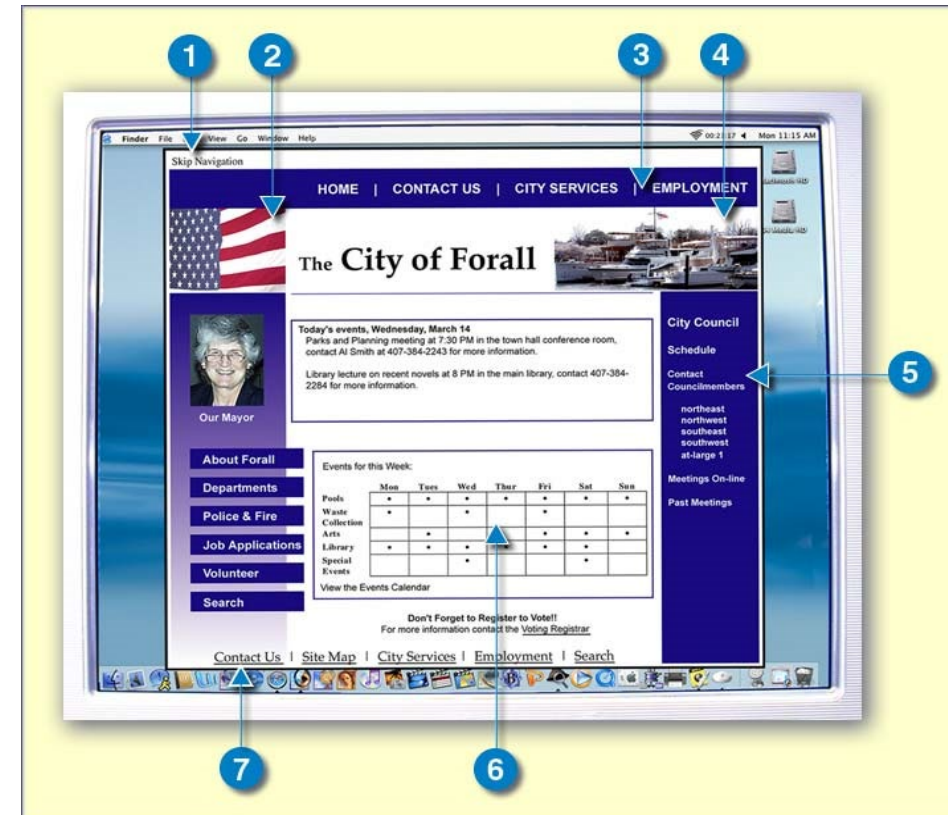 1
2
3
4
Finder File View Go Window Help
Mon 11:15 AM
Skip Navigation
HOME | CONTACT US | CITY SERVICES | EMPLOYMENT
The City of Forall
Today's events, Wednesday, March 14
Parks and Planning meeting at 7:30 PM in the town hall conference room,
contact Al Smith at 407-384-2243 for more information.
Library lecture on recent novels at 8 PM in the main library, contact 407-384-
2284 for more information.
Our Mayor
City Council
Schedule
Contact
Councilmembers
northeast
northwest
southeast
southwest
at-large 1
Meetings On-line
Past Meetings
5
About Forall
Departments
Police & Fire
Job Applications
Volunteer
Search
Events for this Week:
Mon Tues Wed Thur Fri Sat Sun
Pools
Waste
Collection
Arts
Library
Special
Events
View the Events Calendar
Don't Forget to Register to Vote!!
For more information contact the Voting Registrar
Contact Us | Site Map | City Services | Employment | Search
7
6